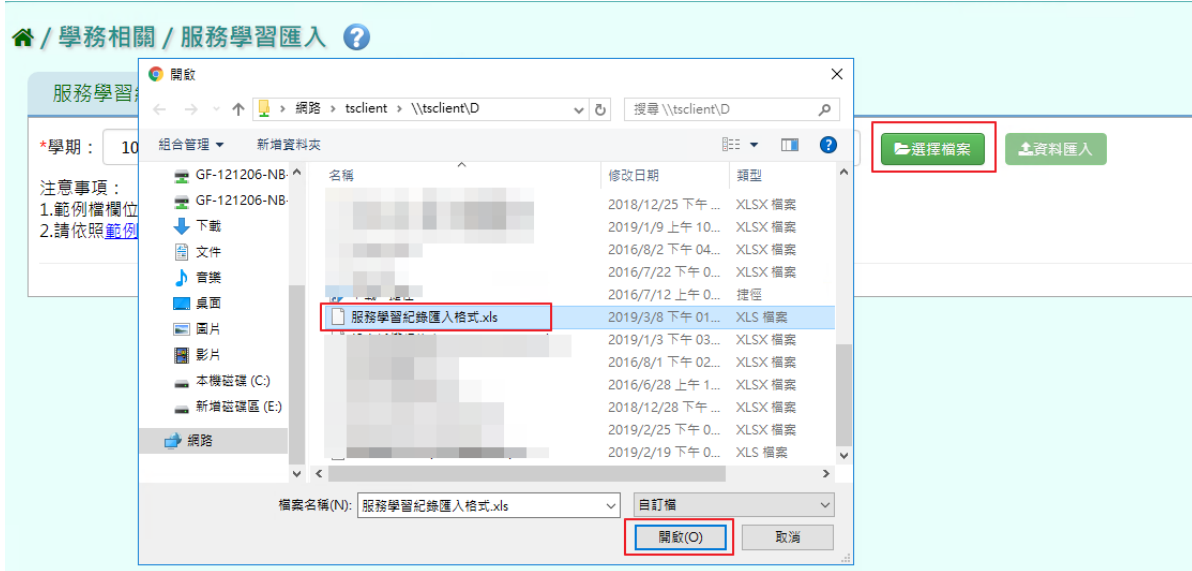 / 學務相關 / 服務學習匯入 ?
服務學習
開啟
網路 › tsclient › \\tsclient\D
搜尋 \\tsclient\D
*學期：
10
選擇檔案
資料匯入
組合管理
新增資料夾
注意事項：
1.範例檔欄位
2.請依照範例
GF-121206-NB-
GF-121206-NB-
下載
文件
音樂
桌面
圖片
影片
本機磁碟 (C:)
新增磁碟區 (E:)
網路
名稱 修改日期 類型
2018/12/25 下午 ... XLSX 檔案
2019/1/9 上午 10... XLSX 檔案
2016/8/2 下午 04... XLSX 檔案
2016/7/22 下午 0... XLSX 檔案
2016/7/12 上午 0... 捷徑
服務學習紀錄匯入格式.xls 2019/3/8 下午 01... XLS 檔案
2019/1/3 下午 03... XLSX 檔案
2016/8/1 下午 02... XLSX 檔案
2016/6/28 上午 1... XLSX 檔案
2018/12/28 下午 ... XLSX 檔案
2019/2/25 下午 0... XLSX 檔案
2019/2/19 下午 0... XLS 檔案
檔案名稱(N): 服務學習紀錄匯入格式.xls 自訂檔
開啟(O) 取消